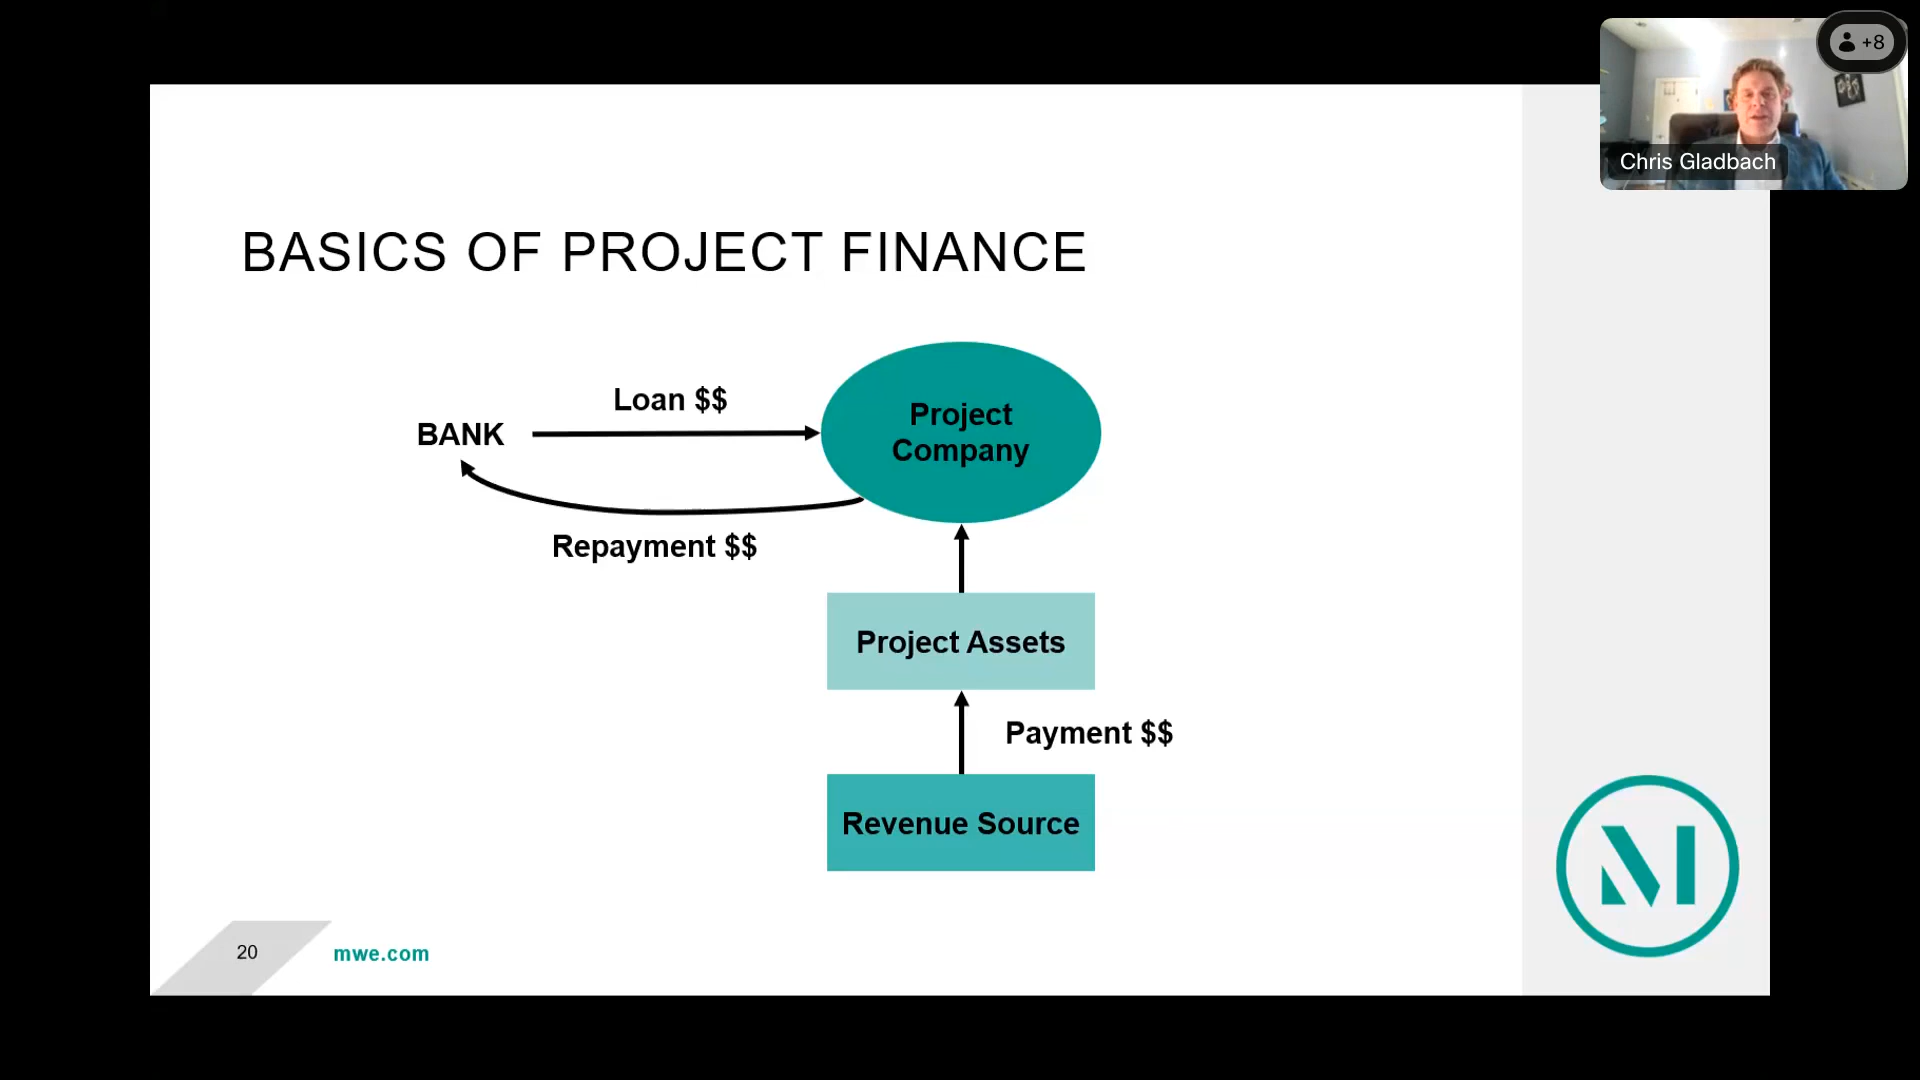 +8
Chris Gladbach
BASICS OF PROJECT FINANCE
Loan $$
BANK
Project
Company
Repayment $$
Project Assets
Payment $$
Revenue Source
M
20
mwe.com